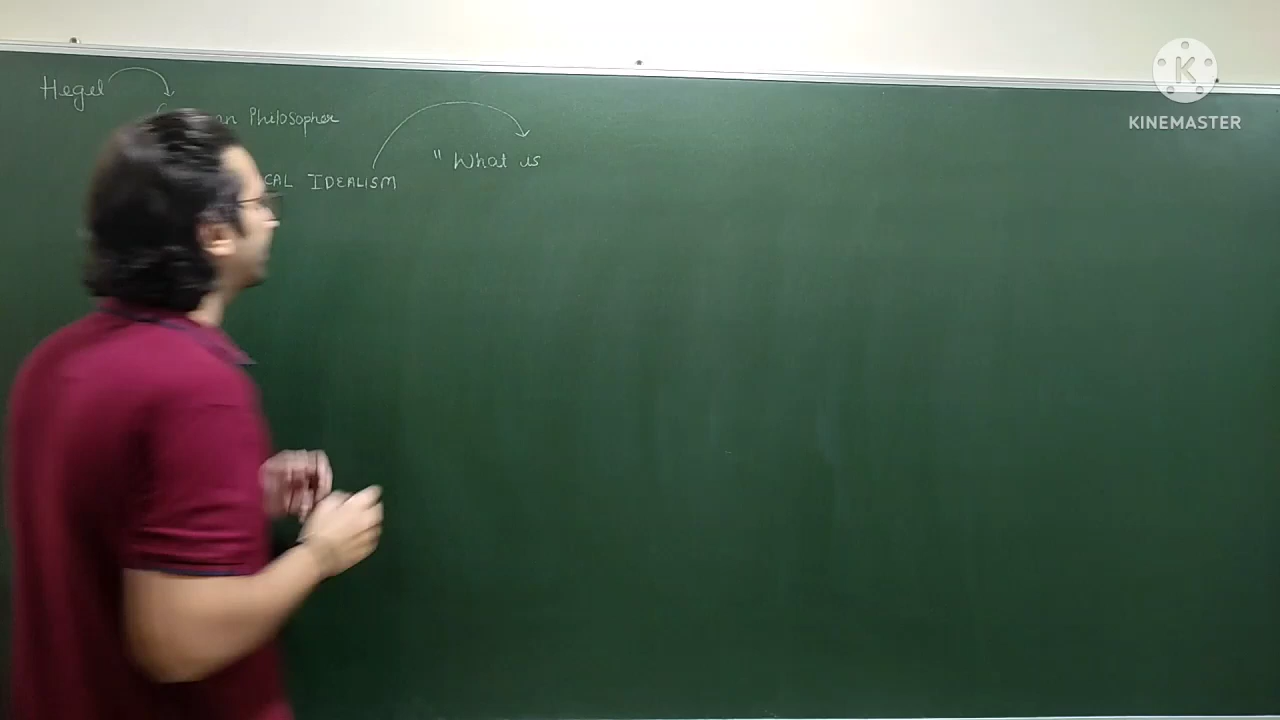 Hegel
an Philosopher
"What is
CAL IDEALISM
K
KINEMASTER